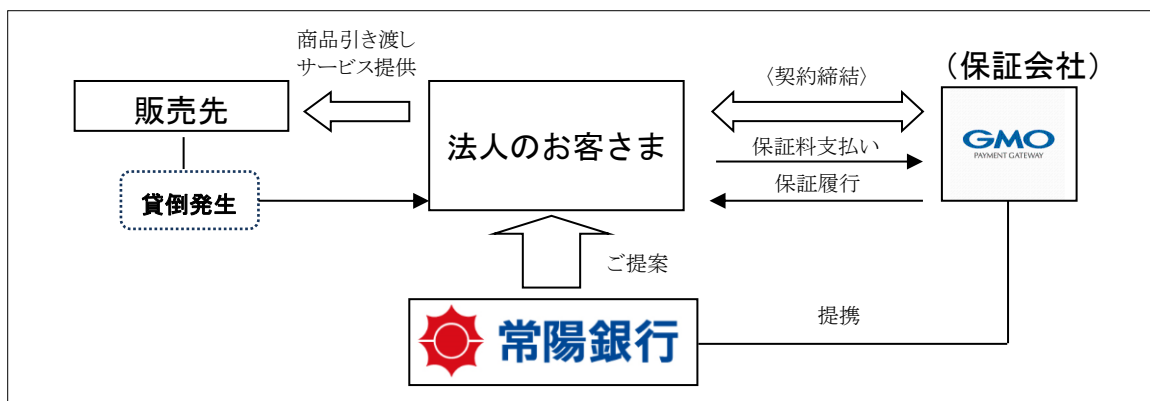 商品引き渡し
サービス提供
販売先
貸倒発生
法人のお客さま
〈契約締結〉
保証料支払い
保証履行
(保証会社)
GMO
PAYMENT GATEWAY
ご提案
常陽銀行
提携